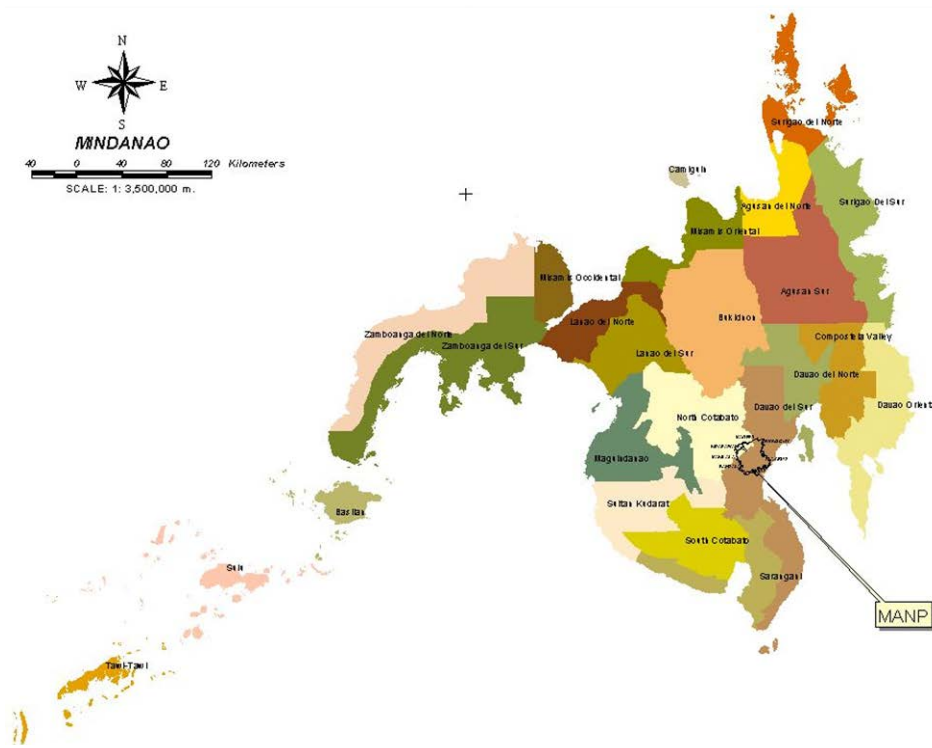 N
W E
S
MINDANAO
40 0 40 80 120 Kilometers
SCALE: 1: 3,500,000 m.
Surigao del Norte
Camiguin
Agusan del Norte
Surigao Del Sur
Misamis Oriental
Misamis Occidental
Agusan Sur
Bukidnon
Lanao del Norte
Zamboanga del Norte
Compostela Valley
Zamboanga del Sur
Lanao del Sur
Davao del Norte
Davao Orient
Davao del Sur
North Cotabato
Maguindanao
Sultan Kudarat
Basilan
South Cotabato
Sulu
Sarangani
MANP
Tawi-Tawi